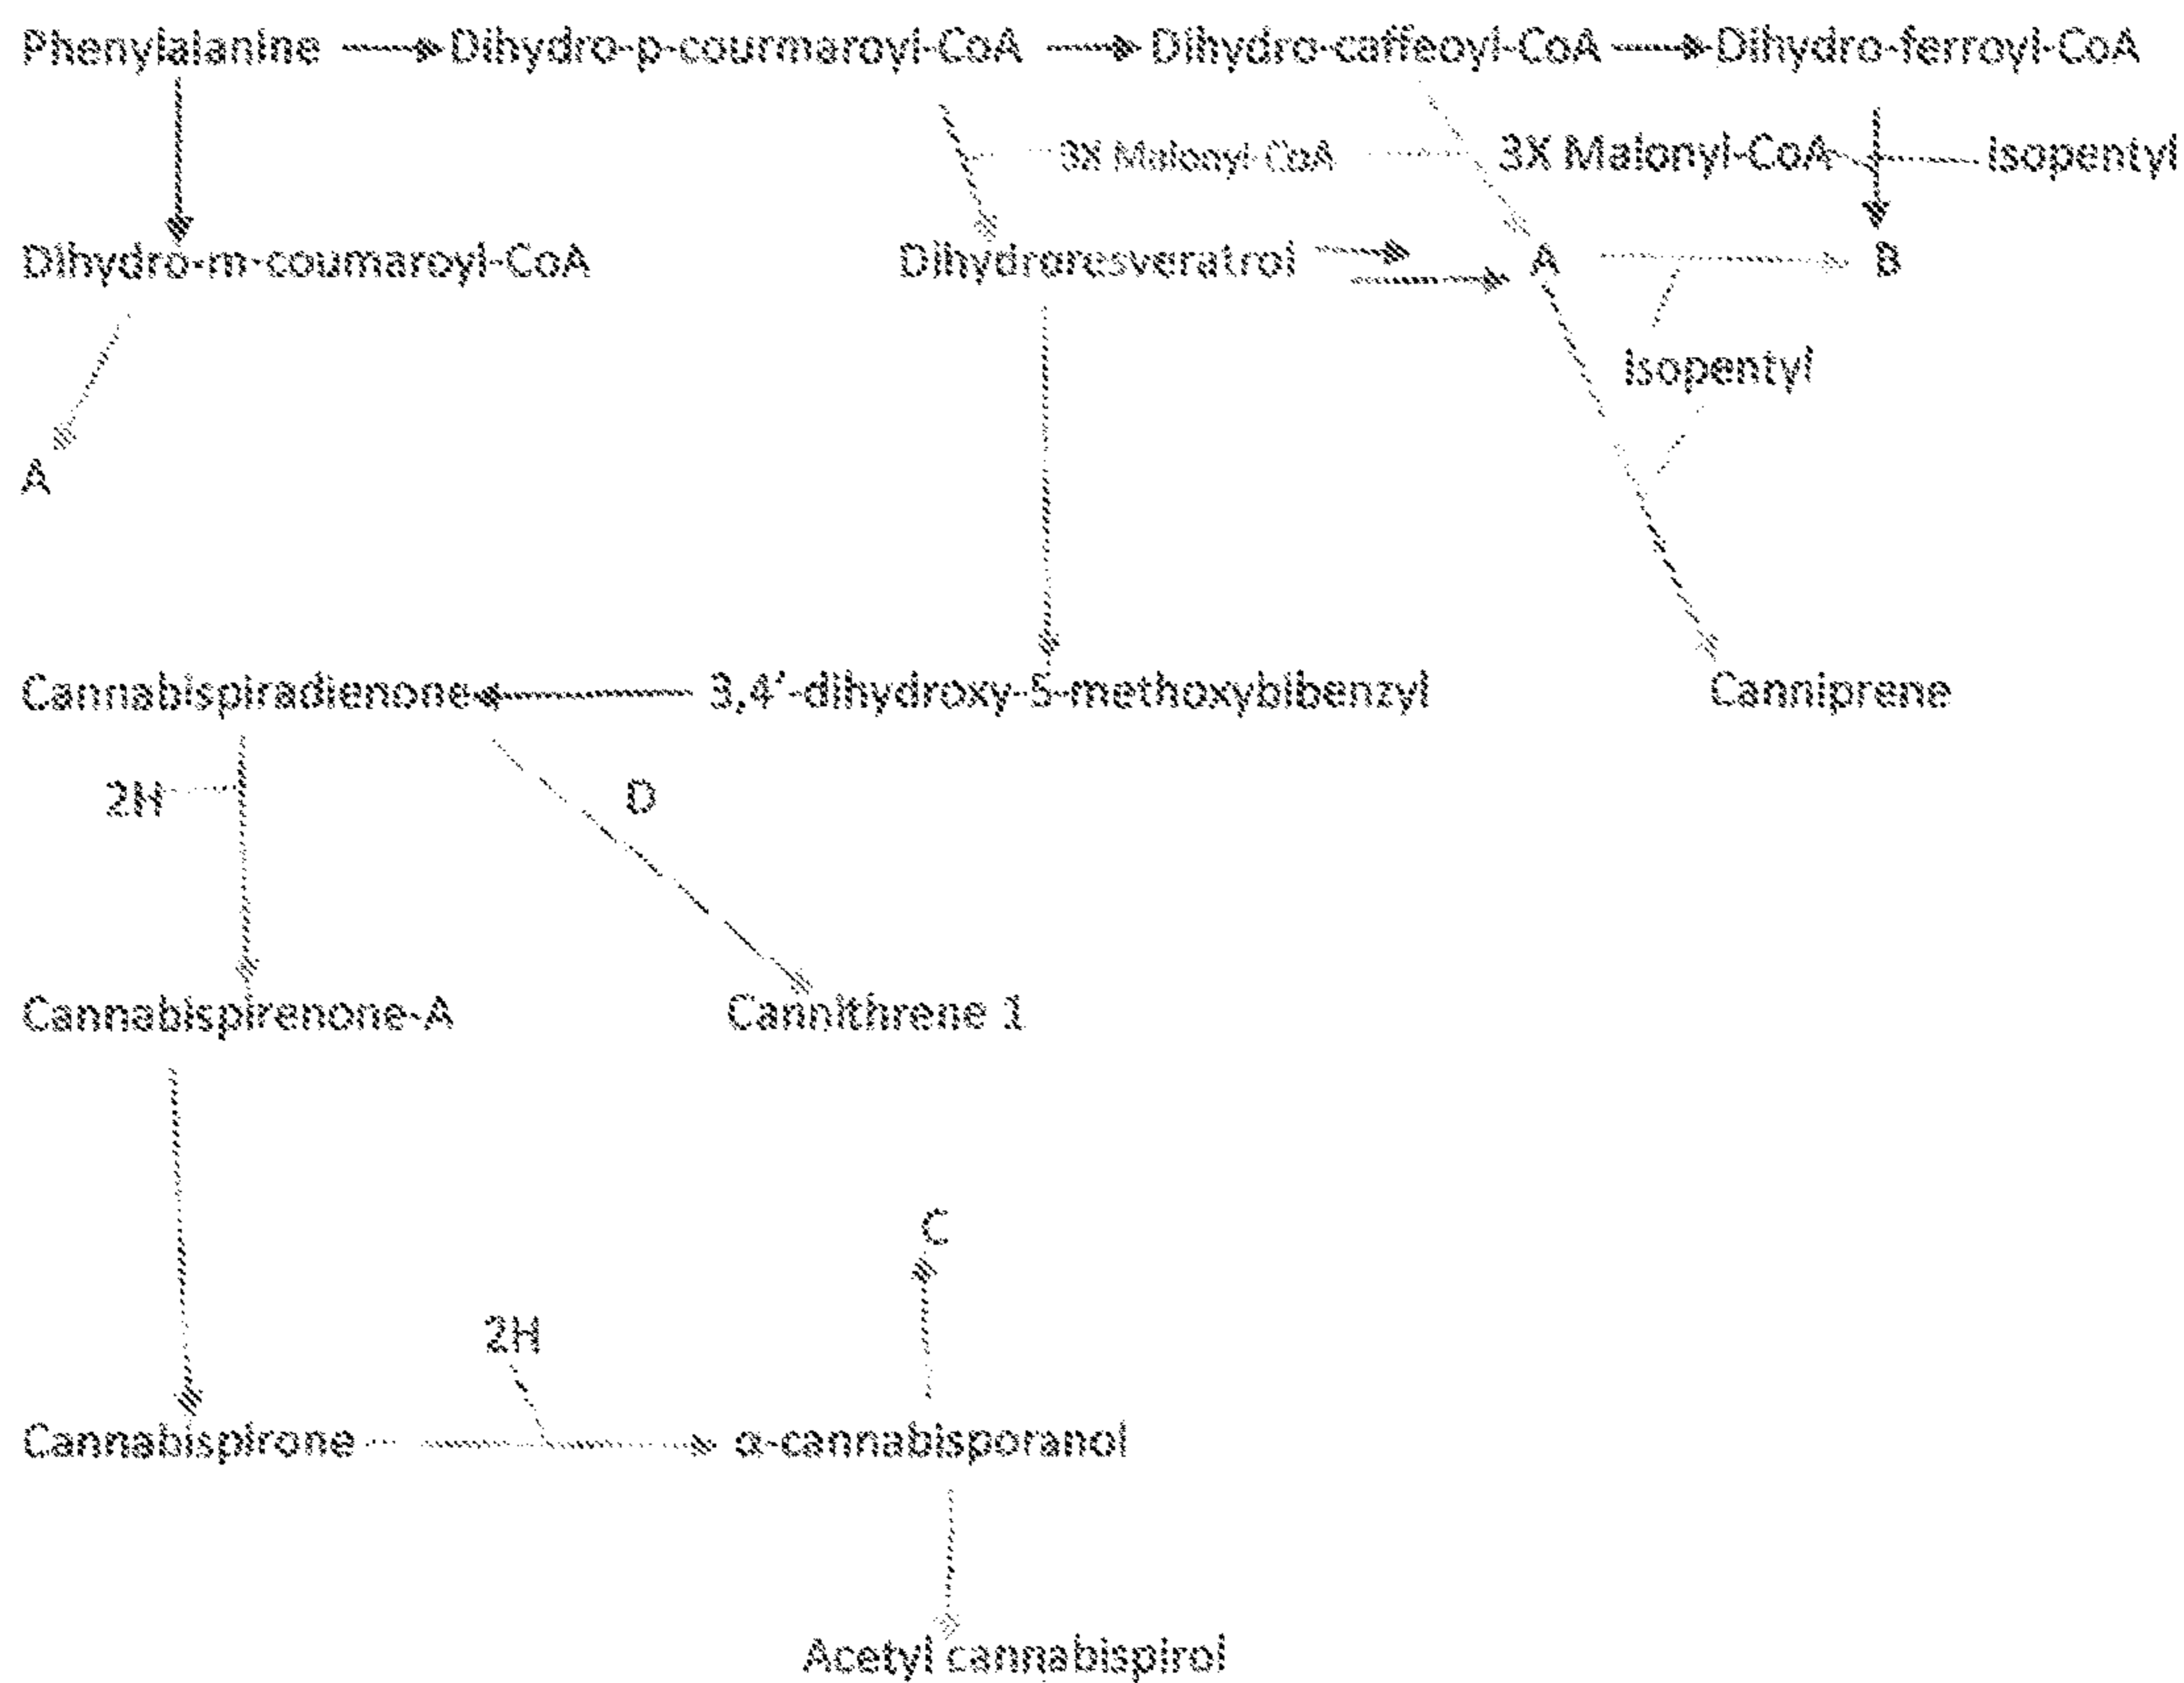 Phenylalanine Dihydro-p-courmaroyl-CoA Dihydro-caffeoyl-CoA Dihydro-ferroyl-CoA
3X Malonyl-CoA 3X Malonyl-CoA Isopentyl
Dihydro-m-coumaroyl-CoA Dihydroresveratrol A B
Isopentyl
A
Cannabispiradienone 3,4'-dihydroxy-5-methoxybibenzyl Canniprene
2H D
Cannabispirenone-A Cannithrene 1
C
2H
Cannabispirone α-cannabisporanol
Acetyl cannabispirol